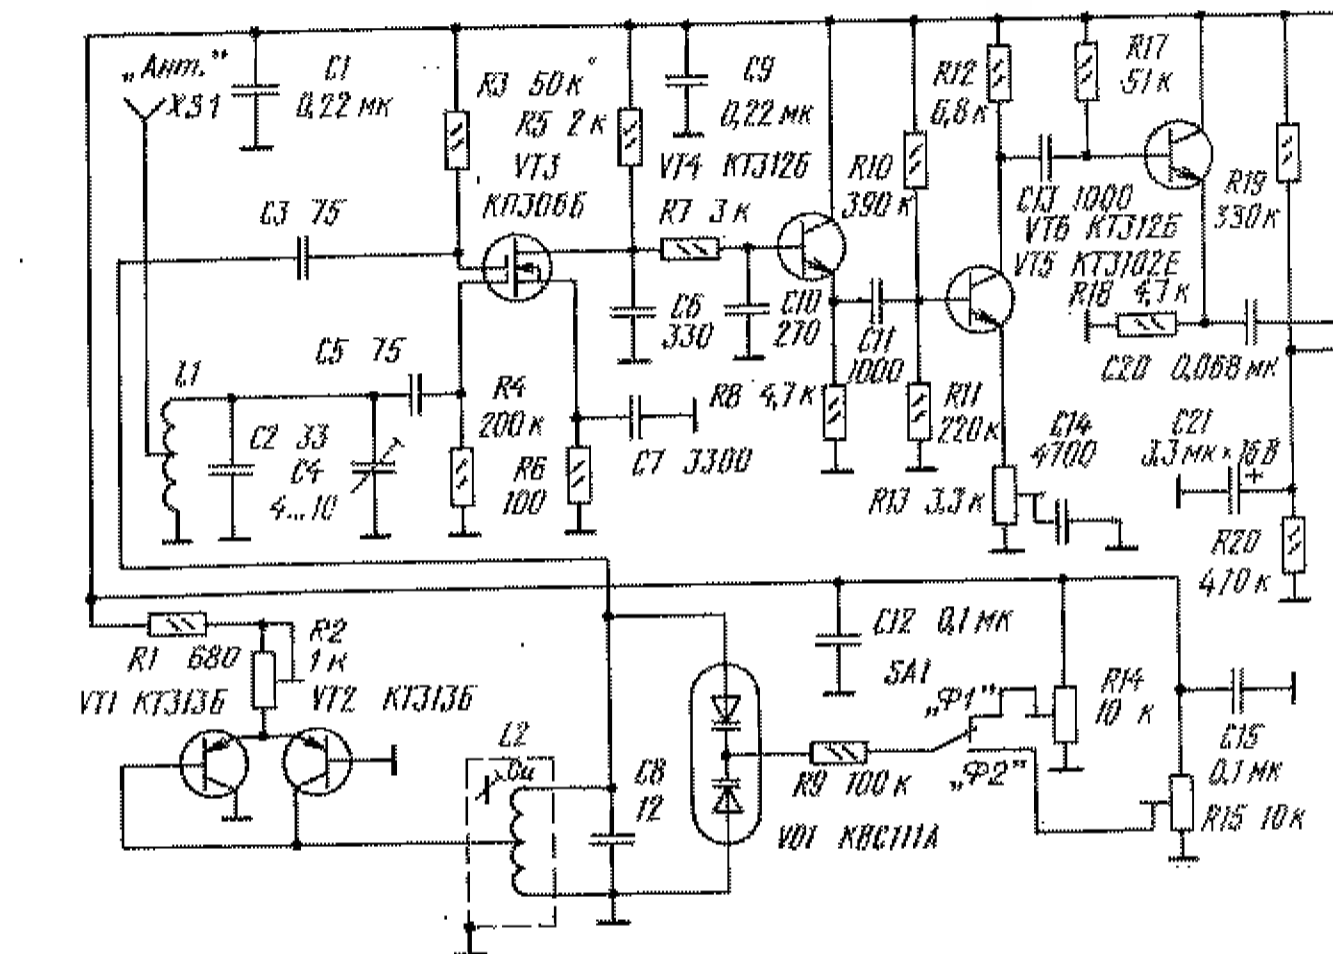 „Ант."
XS1
C1
0,22 мк
R3 50 к*
R5 2 к
VT3
КП306Б
C9
0,22 мк
VT4 КТ312Б
R7 3 к
R10
390 к
R12
6,8 к
R17
51 к
C13 1000
VT6 КТ312Б
VT5 КТ3102Е
R18 4,7 к
R19
330 к
C3 75
C6
330
C10
270
C11
1000
C20 0,068 мк
C5 75
L1
R4
200 к
R8 4,7 к
R11
220 к
C14
4700
C21
3,3 мк × 16 В
+
C2 33
C4
4...10
R6
100
C7 3300
R13 3,3 к
R20
470 к
R1 680
R2
1 к
VT1 КТ313Б
VT2 КТ313Б
C12 0,1 мк
SA1
„Ф1"
R14
10 к
L2
Cu
C8
12
R9 100 к
„Ф2"
C15
0,1 мк
VD1 КВС111А
R15 10 к